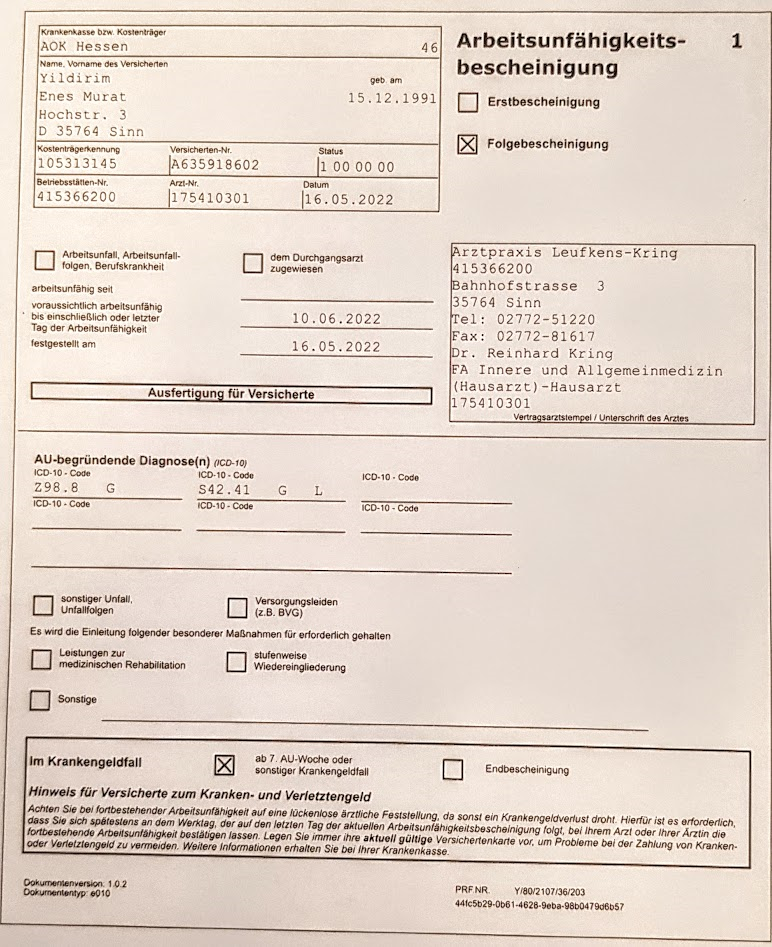 Krankenkasse bzw. Kostenträger
AOK Hessen 46
Name, Vorname des Versicherten
Yildirim geb. am
Enes Murat 15.12.1991
Hochstr. 3
D 35764 Sinn
Kostenträgerkennung Versicherten-Nr. Status
105313145 A635918602 1 00 00 00
Betriebsstätten-Nr. Arzt-Nr. Datum
415366200 175410301 16.05.2022
Arbeitsunfähigkeits- 1
bescheinigung
Erstbescheinigung
Folgebescheinigung
Arbeitsunfall, Arbeitsunfall-
folgen, Berufskrankheit
dem Durchgangsarzt
zugewiesen
arbeitsunfähig seit
voraussichtlich arbeitsunfähig
bis einschließlich oder letzter
Tag der Arbeitsunfähigkeit
10.06.2022
festgestellt am 16.05.2022
Ausfertigung für Versicherte
Arztpraxis Leufkens-Kring
415366200
Bahnhofstrasse 3
35764 Sinn
Tel: 02772-51220
Fax: 02772-81617
Dr. Reinhard Kring
FA Innere und Allgemeinmedizin
(Hausarzt)-Hausarzt
175410301
Vertragsarztstempel / Unterschrift des Arztes
AU-begründende Diagnose(n) (ICD-10)
ICD-10 - Code ICD-10 - Code ICD-10 - Code
Z98.8 G S42.41 G L
ICD-10 - Code ICD-10 - Code ICD-10 - Code
sonstiger Unfall,
Unfallfolgen
Versorgungsleiden
(z.B. BVG)
Es wird die Einleitung folgender besonderer Maßnahmen für erforderlich gehalten
Leistungen zur
medizinischen Rehabilitation
stufenweise
Wiedereingliederung
Sonstige
Im Krankengeldfall
ab 7. AU-Woche oder
sonstiger Krankengeldfall
Endbescheinigung
Hinweis für Versicherte zum Kranken- und Verletztengeld
Achten Sie bei fortbestehender Arbeitsunfähigkeit auf eine lückenlose ärztliche Feststellung, da sonst ein Krankengeldverlust droht. Hierfür ist es erforderlich,
dass Sie sich spätestens an dem Werktag, der auf den letzten Tag der aktuellen Arbeitsunfähigkeitsbescheinigung folgt, bei Ihrem Arzt oder Ihrer Ärztin die
fortbestehende Arbeitsunfähigkeit bestätigen lassen. Legen Sie immer ihre aktuell gültige Versichertenkarte vor, um Probleme bei der Zahlung von Kranken-
oder Verletztengeld zu vermeiden. Weitere Informationen erhalten Sie bei Ihrer Krankenkasse.
Dokumentenversion: 1.0.2
Dokumententyp: e010
PRF.NR. Y/80/2107/36/203
44fc5b29-0b61-4628-9eba-98b0479d6b57